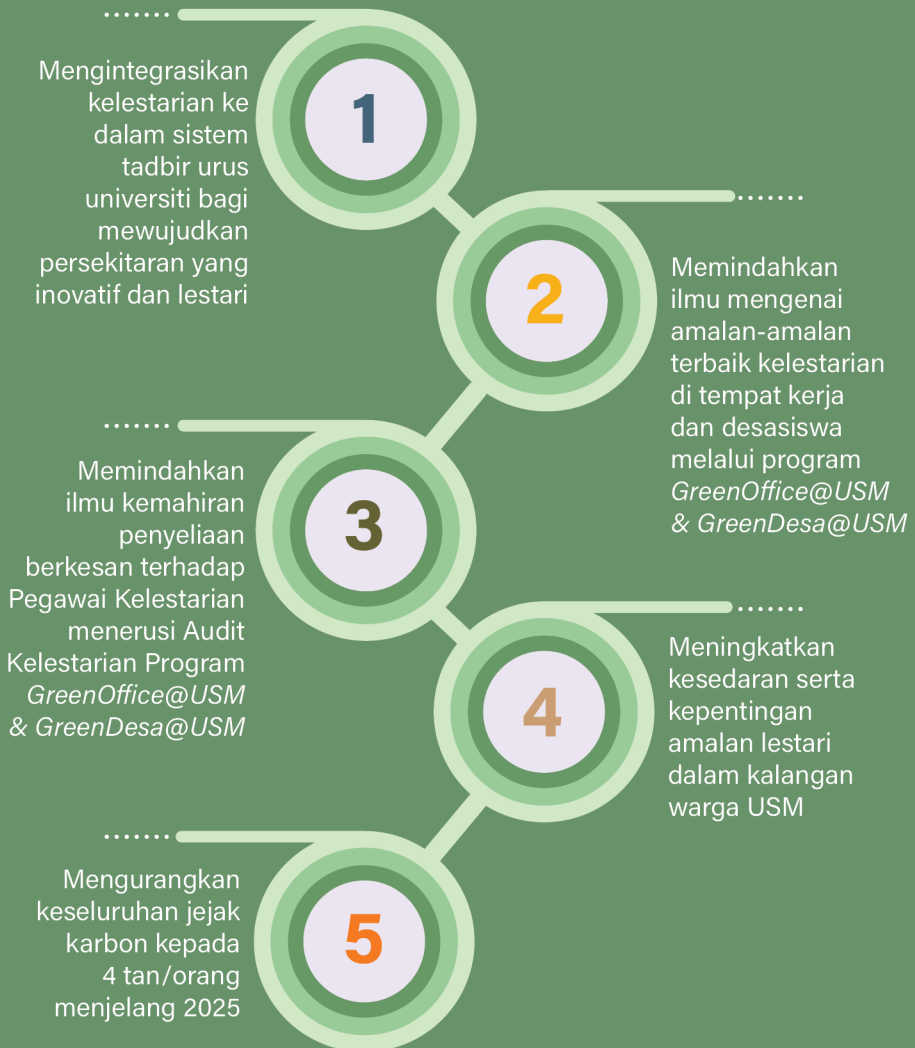 1
Mengintegrasikan
kelestarian ke
dalam sistem
tadbir urus
universiti bagi
mewujudkan
persekitaran yang
inovatif dan lestari
2
Memindahkan
ilmu mengenai
amalan-amalan
terbaik kelestarian
di tempat kerja
dan desasiswa
melalui program
GreenOffice@USM
& GreenDesa@USM
3
Memindahkan
ilmu kemahiran
penyeliaan
berkesan terhadap
Pegawai Kelestarian
menerusi Audit
Kelestarian Program
GreenOffice@USM
& GreenDesa@USM
4
Meningkatkan
kesedaran serta
kepentingan
amalan lestari
dalam kalangan
warga USM
5
Mengurangkan
keseluruhan jejak
karbon kepada
4 tan/orang
menjelang 2025